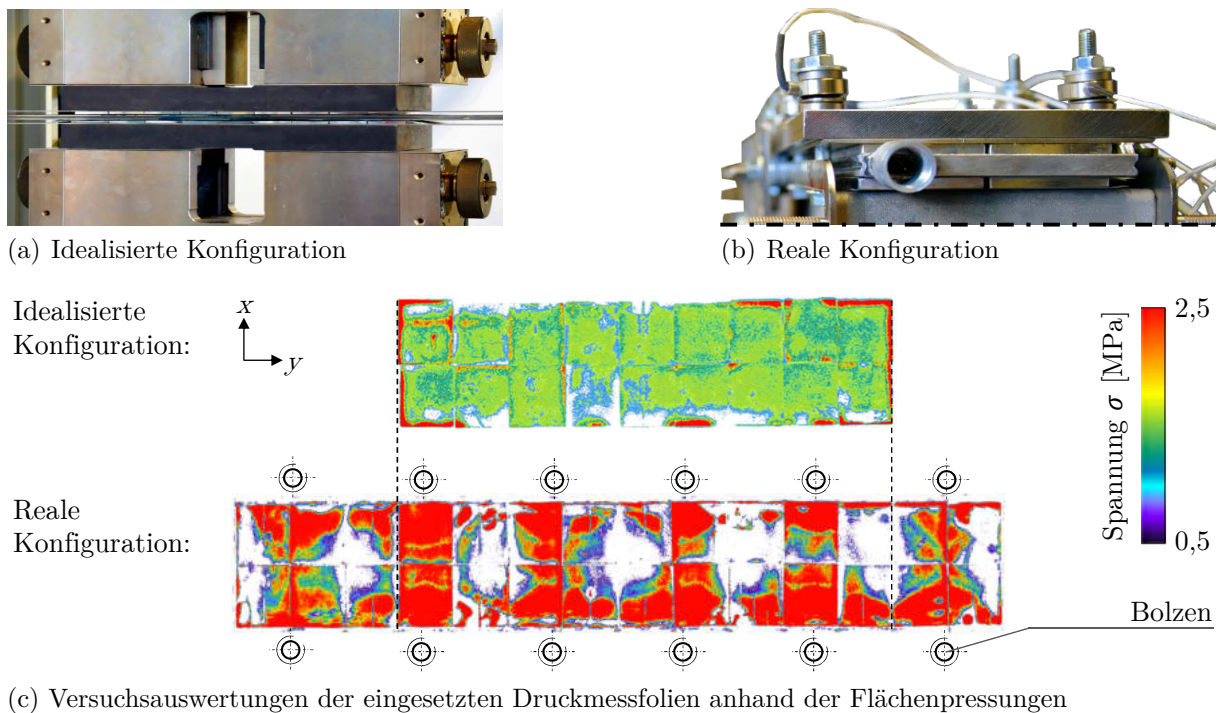 (a) Idealisierte Konfiguration
(b) Reale Konfiguration
Idealisierte
Konfiguration:
x
y
Reale
Konfiguration:
Spannung σ [MPa]
2,5
0,5
Bolzen
(c) Versuchsauswertungen der eingesetzten Druckmessfolien anhand der Flächenpressungen